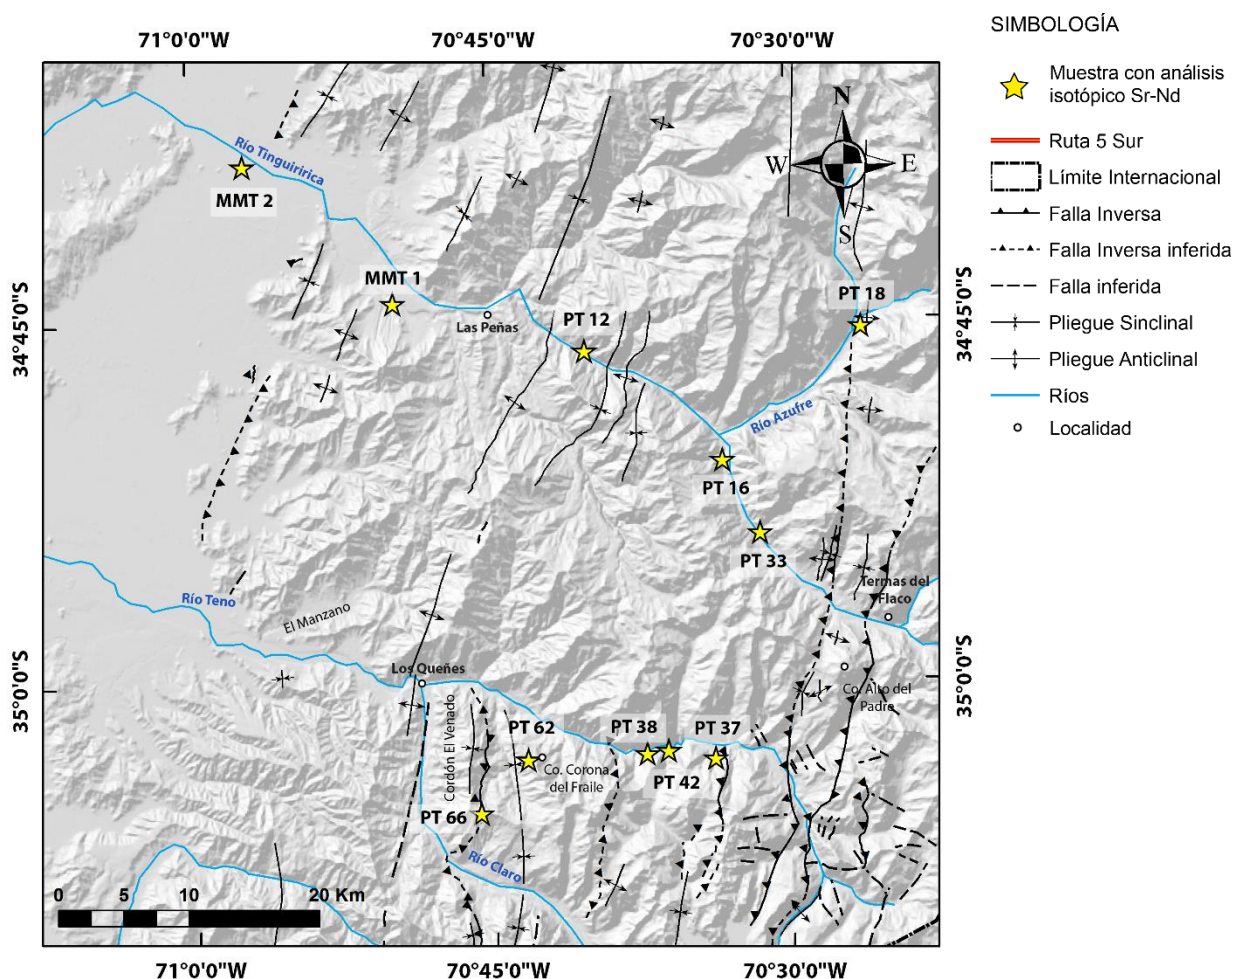 71°0'0"W
70°45'0"W
70°30'0"W
SIMBOLOGÍA
Muestra con análisis
isotópico Sr-Nd
Ruta 5 Sur
Límite Internacional
Falla Inversa
Falla Inversa inferida
Falla inferida
Pliegue Sinclinal
Pliegue Anticlinal
Ríos
Localidad
N
W
E
S
Río Tinguiririca
MMT 2
MMT 1
Las Peñas
PT 12
PT 18
34°45'0"S
34°45'0"S
Río Azufre
PT 16
PT 33
Termas del
Flaco
Río Teno
El Manzano
Los Queñes
Co. Alto del
Padre
35°0'0"S
35°0'0"S
Cordón El Venado
PT 62
Co. Corona
del Fraile
PT 38
PT 42
PT 37
PT 66
Río Claro
0
5
10
20 Km
71°0'0"W
70°45'0"W
70°30'0"W